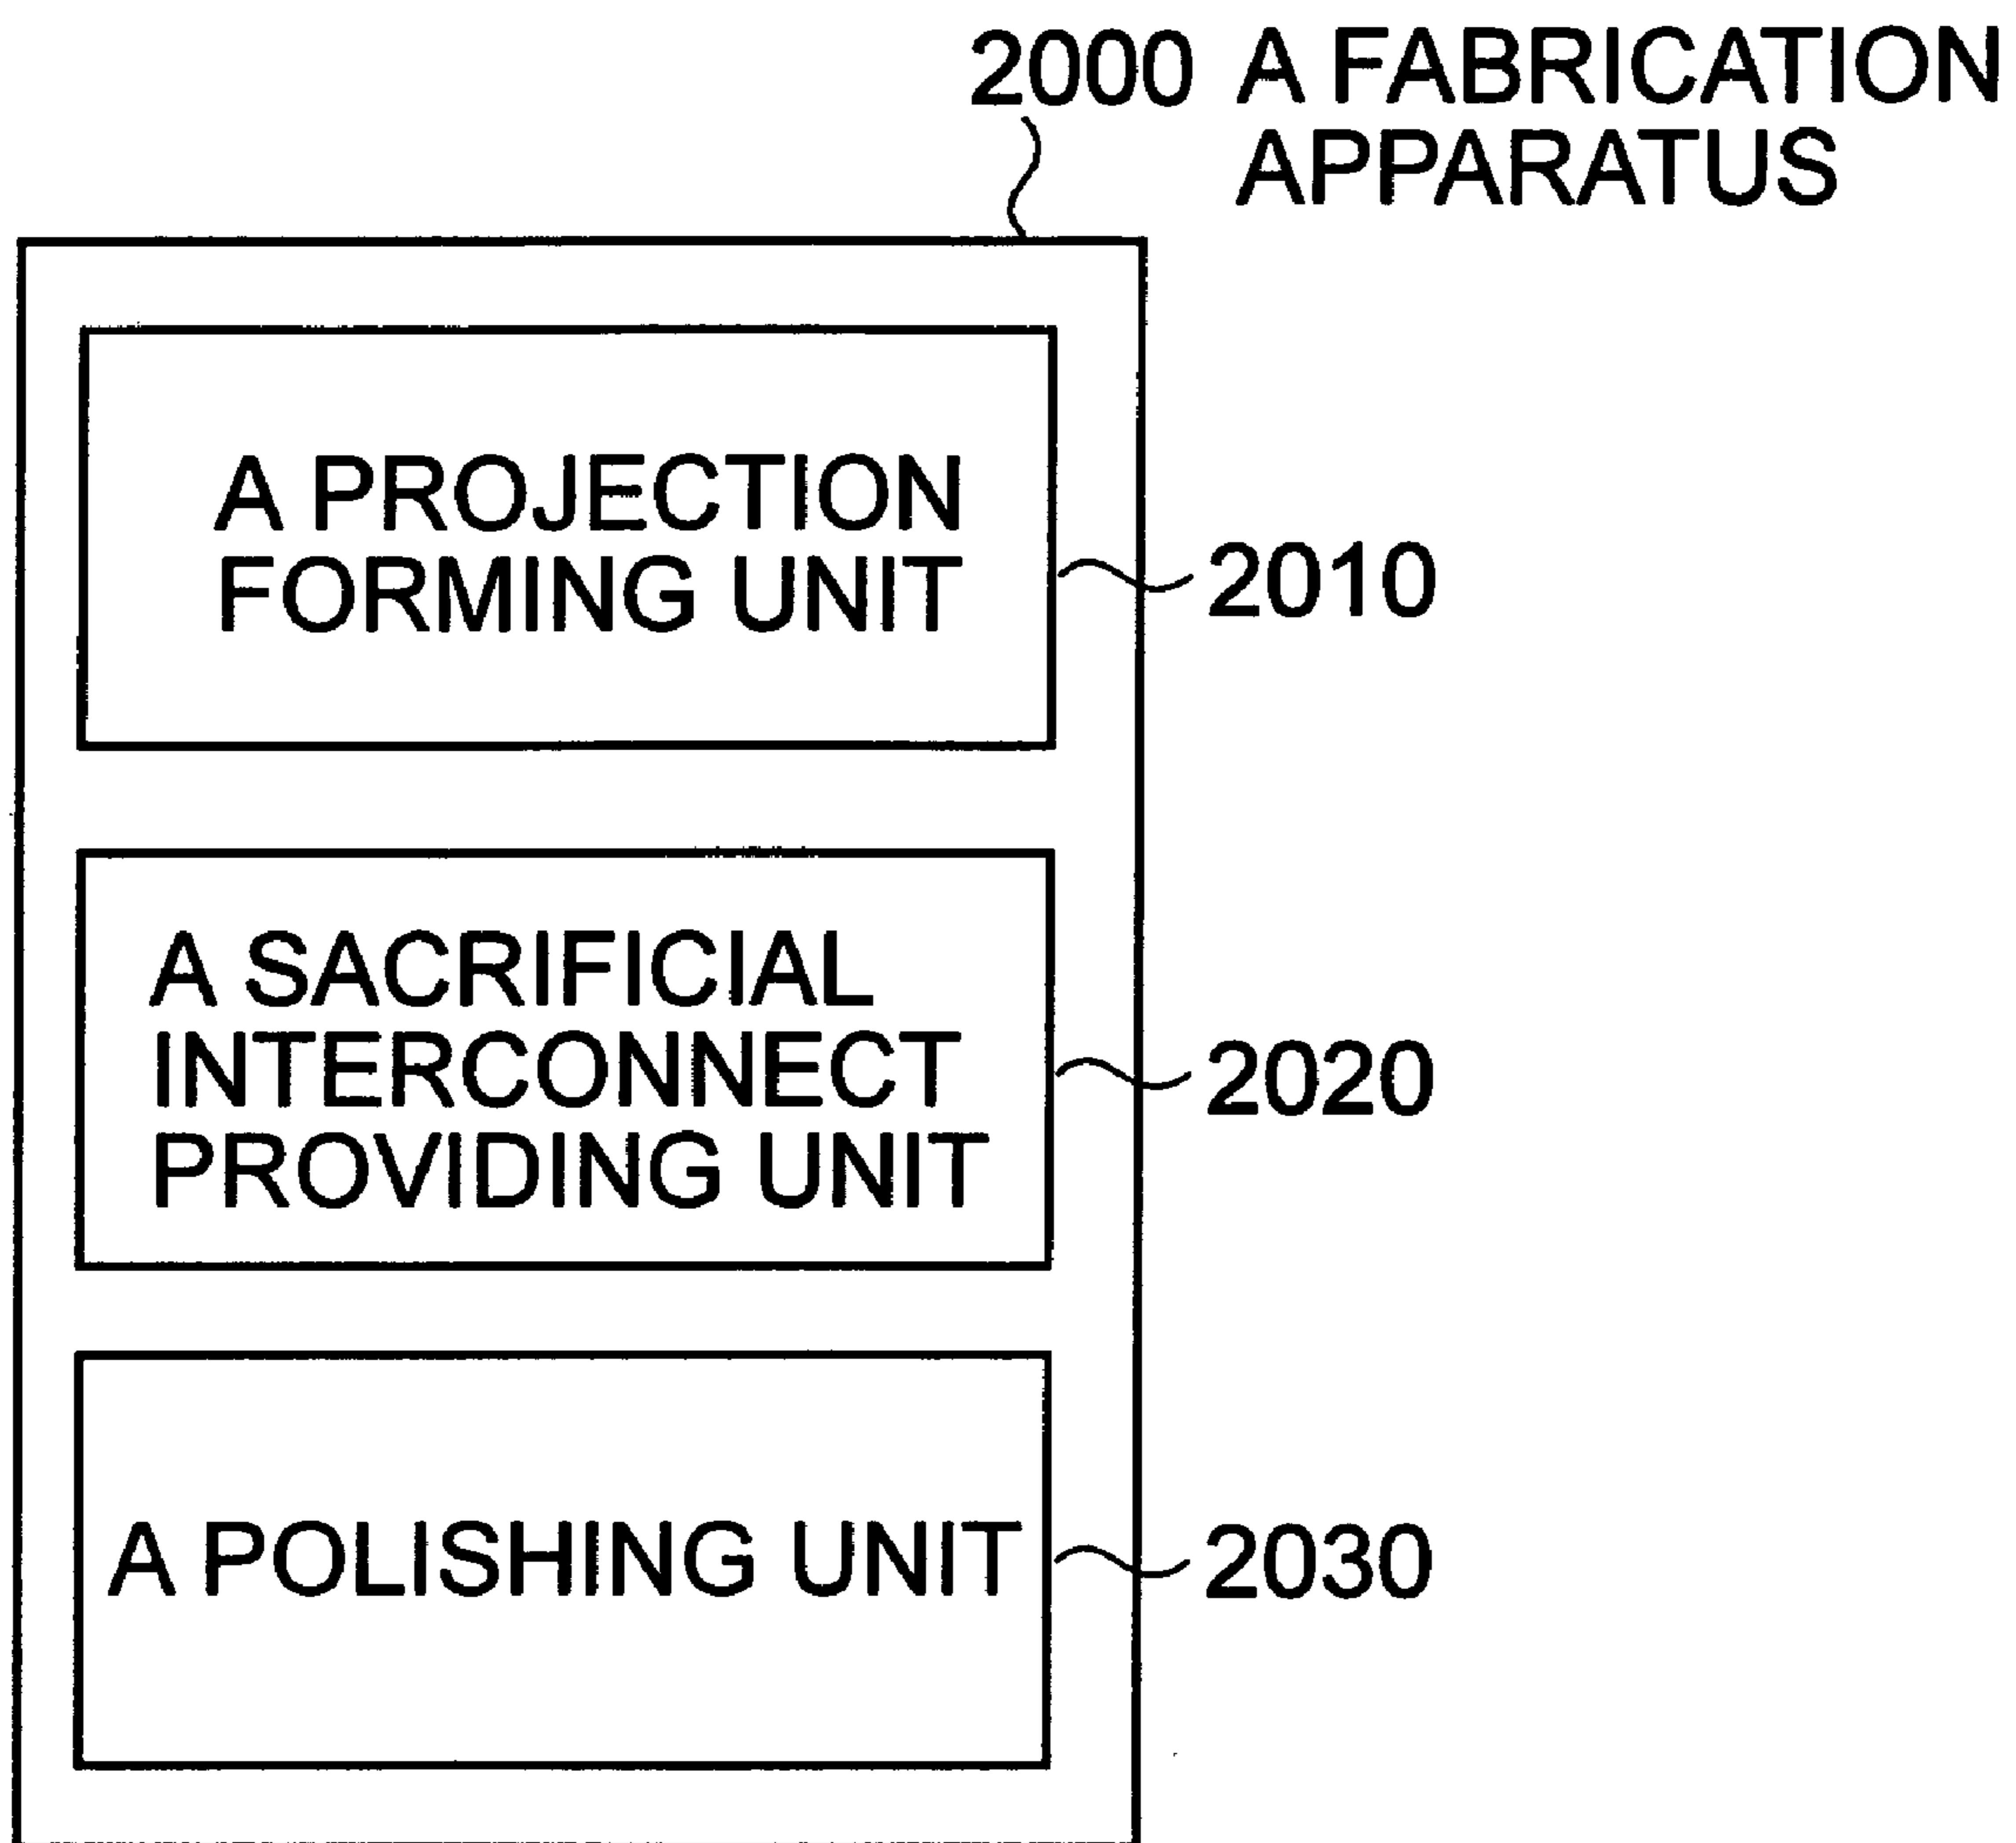 2000 A FABRICATION
APPARATUS
A PROJECTION
FORMING UNIT
2010
A SACRIFICIAL
INTERCONNECT
PROVIDING UNIT
2020
A POLISHING UNIT
2030